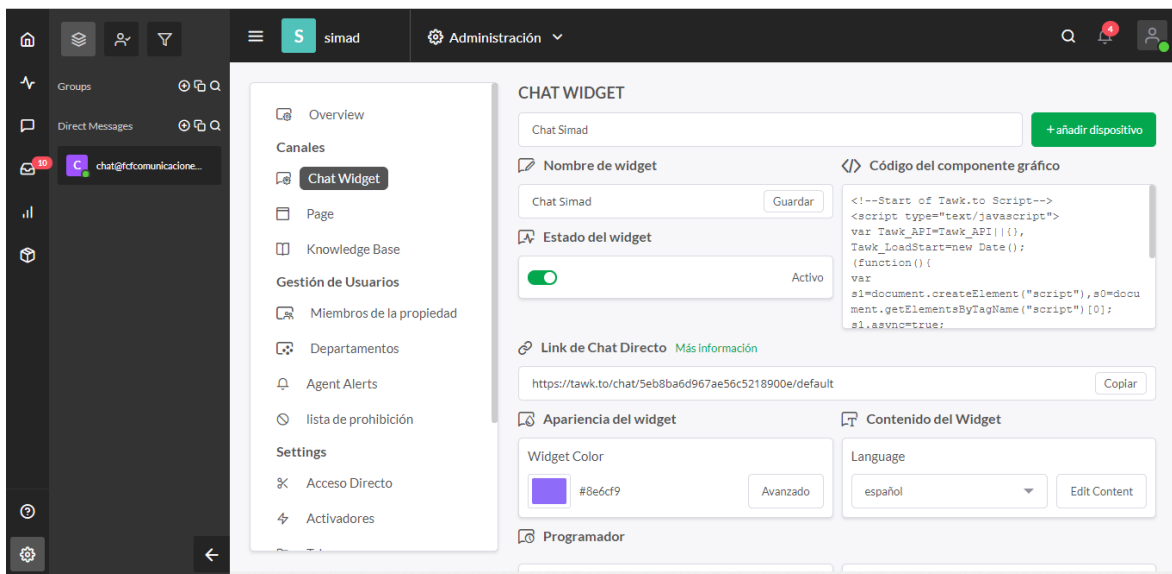 S simad
Administración
4
Groups
Direct Messages
10
C chat@fcfcomunicacione...
Overview
Canales
Chat Widget
Page
Knowledge Base
Gestión de Usuarios
Miembros de la propiedad
Departamentos
Agent Alerts
lista de prohibición
Settings
Acceso Directo
Activadores
CHAT WIDGET
Chat Simad
+añadir dispositivo
Nombre de widget
Chat Simad
Guardar
Estado del widget
Activo
</> Código del componente gráfico
<!--Start of Tawk.to Script-->
<script type="text/javascript">
var Tawk_API=Tawk_API||{},
Tawk_LoadStart=new Date();
(function(){
var
s1=document.createElement("script"),s0=docu
ment.getElementsByTagName("script")[0];
s1.async=true;
Link de Chat Directo Más información
https://tawk.to/chat/5eb8ba6d967ae56c5218900e/default
Copiar
Apariencia del widget
Widget Color
#8e6cf9
Avanzado
Contenido del Widget
Language
español
Edit Content
Programador